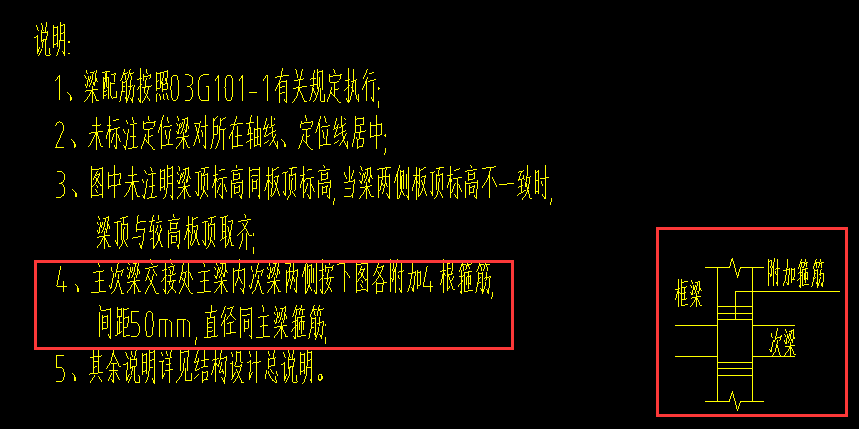 说明:
1、梁配筋按照03G101-1有关规定执行;
2、未标注定位梁对所在轴线、定位线居中;
3、图中未注明梁顶标高同板顶标高,当梁两侧板顶标高不一致时,
梁顶与较高板顶取齐;
4、主次梁交接处主梁内次梁两侧按下图各附加4根箍筋,
间距50mm,直径同主梁箍筋;
5、其余说明详见结构设计总说明。
附加箍筋
框梁
次梁